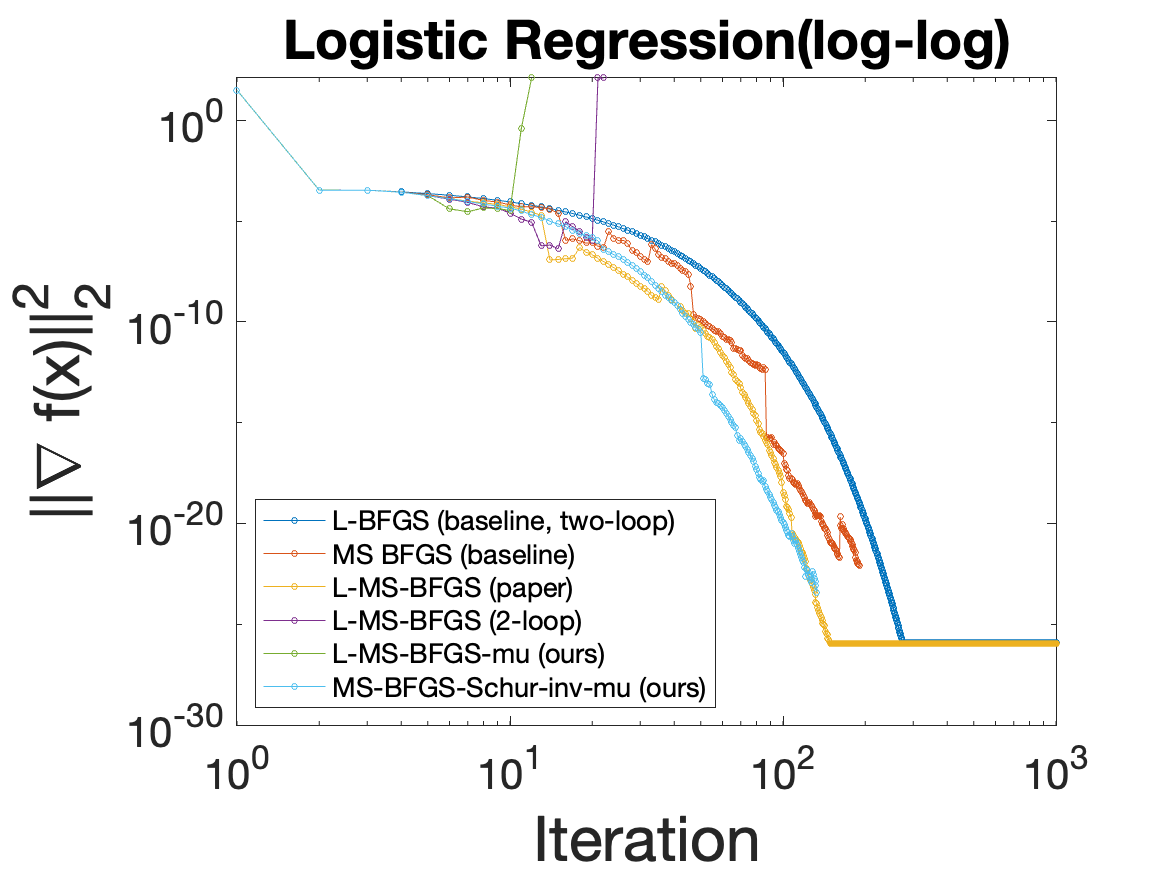 Logistic Regression(log-log)
10^0
10^-10
10^-20
10^-30
||∇ f(x)||_2^2
L-BFGS (baseline, two-loop)
MS BFGS (baseline)
L-MS-BFGS (paper)
L-MS-BFGS (2-loop)
L-MS-BFGS-mu (ours)
MS-BFGS-Schur-inv-mu (ours)
10^0 10^1 10^2 10^3
Iteration